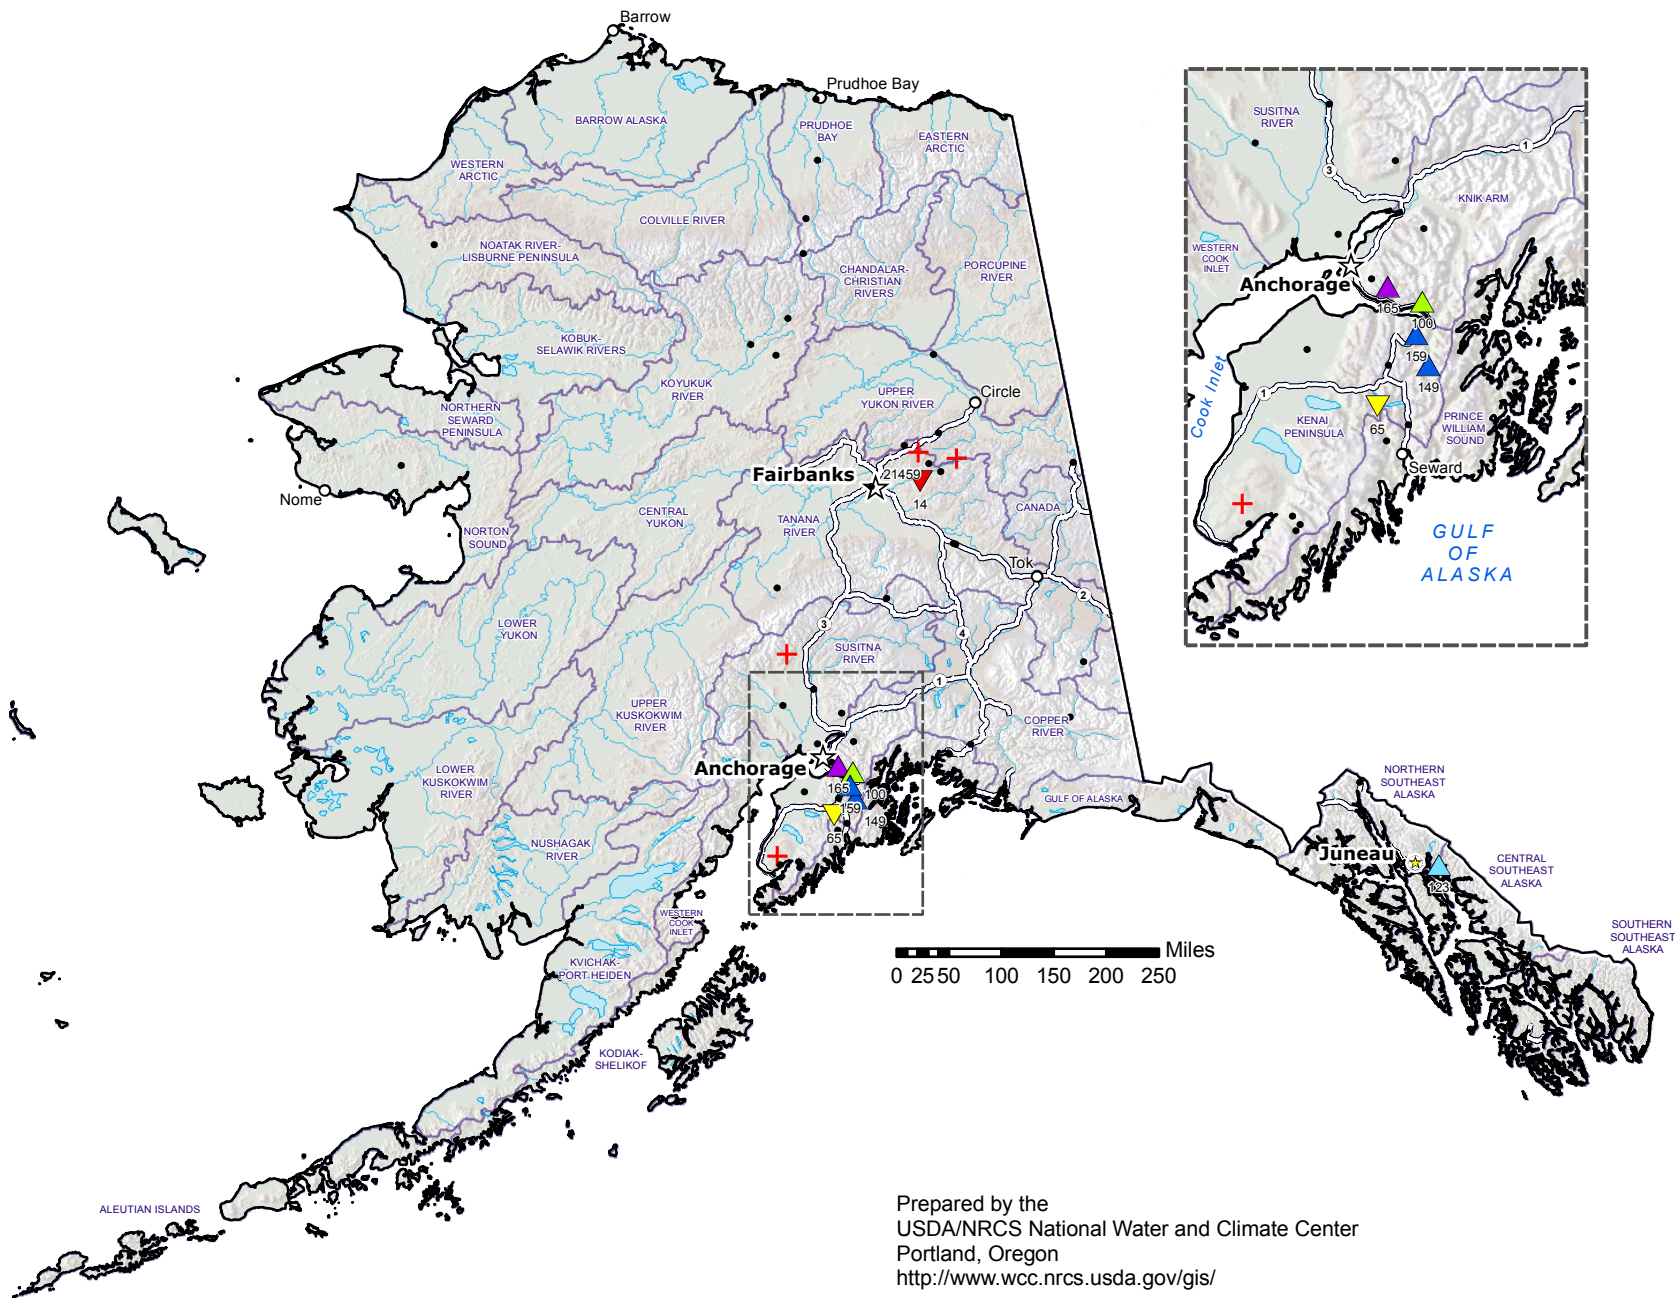 Barrow
Prudhoe Bay
BARROW ALASKA
PRUDHOE
BAY
EASTERN
ARCTIC
WESTERN
ARCTIC
COLVILLE RIVER
NOATAK RIVER-
LISBURNE PENINSULA
CHANDALAR-
CHRISTIAN
RIVERS
PORCUPINE
RIVER
KOBUK-
SELAWIK RIVERS
KOYUKUK
RIVER
UPPER
YUKON RIVER
Circle
NORTHERN
SEWARD
PENINSULA
Fairbanks
21459
14
Nome
CENTRAL
YUKON
TANANA
RIVER
CANADA
NORTON
SOUND
Tok
2
LOWER
YUKON
3
4
SUSITNA
RIVER
1
UPPER
KUSKOKWIM
RIVER
COPPER
RIVER
LOWER
KUSKOKWIM
RIVER
Anchorage
165
100
159
149
65
GULF OF ALASKA
NUSHAGAK
RIVER
WESTERN
COOK
INLET
KVICHAK-
PORT HEIDEN
KODIAK-
SHELIKOF
ALEUTIAN ISLANDS
NORTHERN
SOUTHEAST
ALASKA
Juneau
123
CENTRAL
SOUTHEAST
ALASKA
SOUTHERN
SOUTHEAST
ALASKA
SUSITNA
RIVER
3
1
KNIK ARM
WESTERN
COOK
INLET
Anchorage
165
100
159
149
Cook Inlet
1
KENAI
PENINSULA
65
PRINCE
WILLIAM
SOUND
Seward
GULF
OF
ALASKA
Miles
0 25 50 100 150 200 250
Prepared by the
USDA/NRCS National Water and Climate Center
Portland, Oregon
http://www.wcc.nrcs.usda.gov/gis/